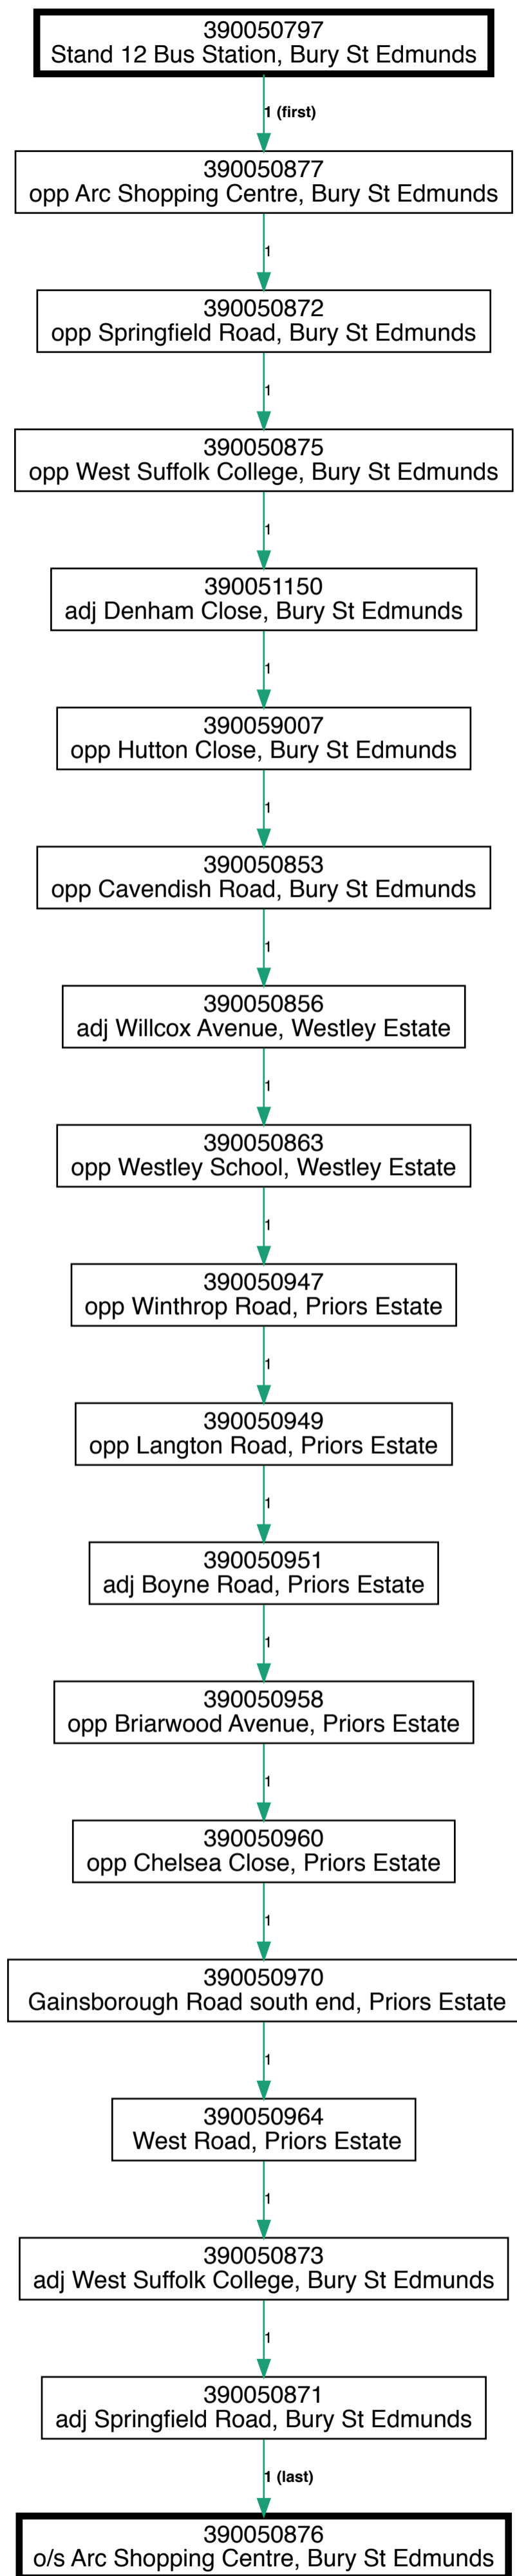 390050797
Stand 12 Bus Station, Bury St Edmunds
1 (first)
390050877
opp Arc Shopping Centre, Bury St Edmunds
1
390050872
opp Springfield Road, Bury St Edmunds
1
390050875
opp West Suffolk College, Bury St Edmunds
1
390051150
adj Denham Close, Bury St Edmunds
1
390059007
opp Hutton Close, Bury St Edmunds
1
390050853
opp Cavendish Road, Bury St Edmunds
1
390050856
adj Willcox Avenue, Westley Estate
1
390050863
opp Westley School, Westley Estate
1
390050947
opp Winthrop Road, Priors Estate
1
390050949
opp Langton Road, Priors Estate
1
390050951
adj Boyne Road, Priors Estate
1
390050958
opp Briarwood Avenue, Priors Estate
1
390050960
opp Chelsea Close, Priors Estate
1
390050970
Gainsborough Road south end, Priors Estate
1
390050964
West Road, Priors Estate
1
390050873
adj West Suffolk College, Bury St Edmunds
1
390050871
adj Springfield Road, Bury St Edmunds
1 (last)
390050876
o/s Arc Shopping Centre, Bury St Edmunds